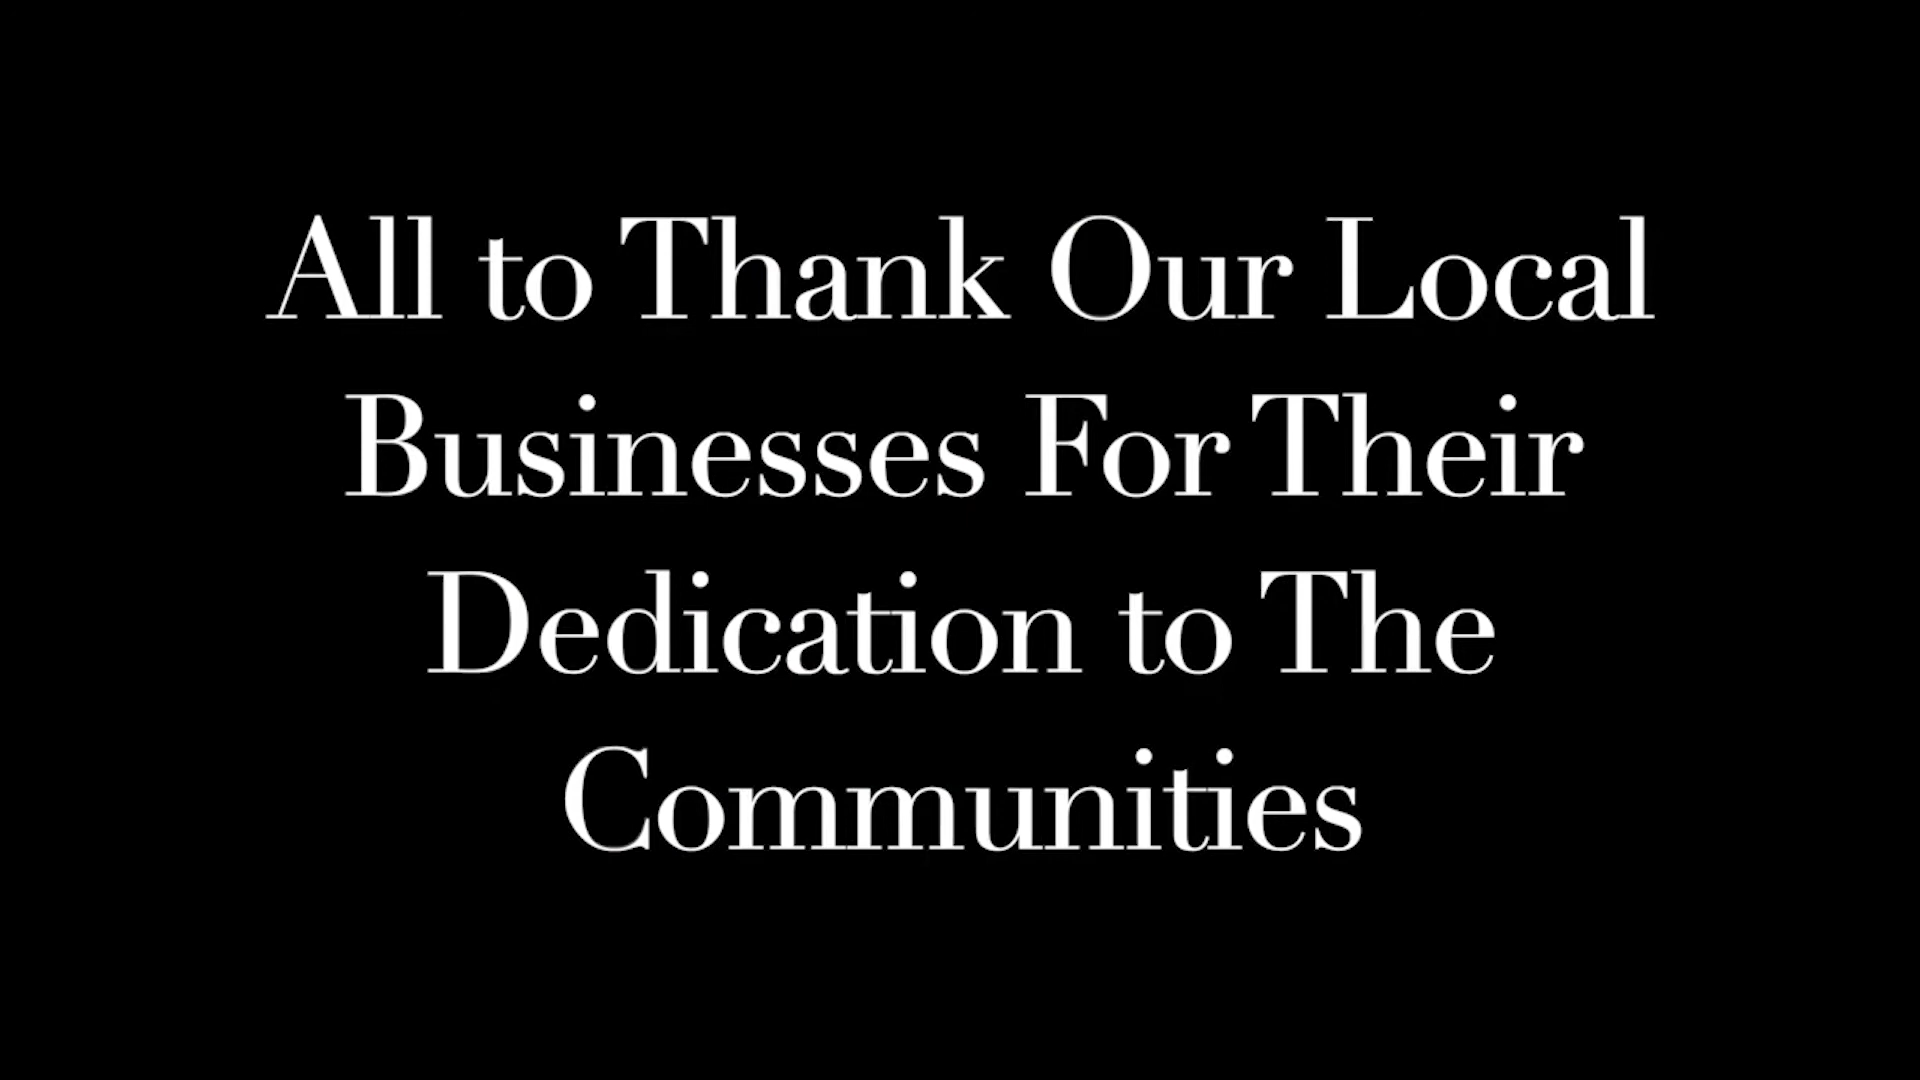 All to Thank Our Local
Businesses For Their
Dedication to The
Communities